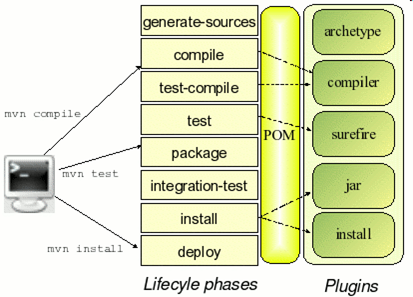 generate-sources
compile
test-compile
test
package
integration-test
install
deploy
mvn compile
mvn test
mvn install
POM
archetype
compiler
surefire
jar
install
Lifecyle phases
Plugins